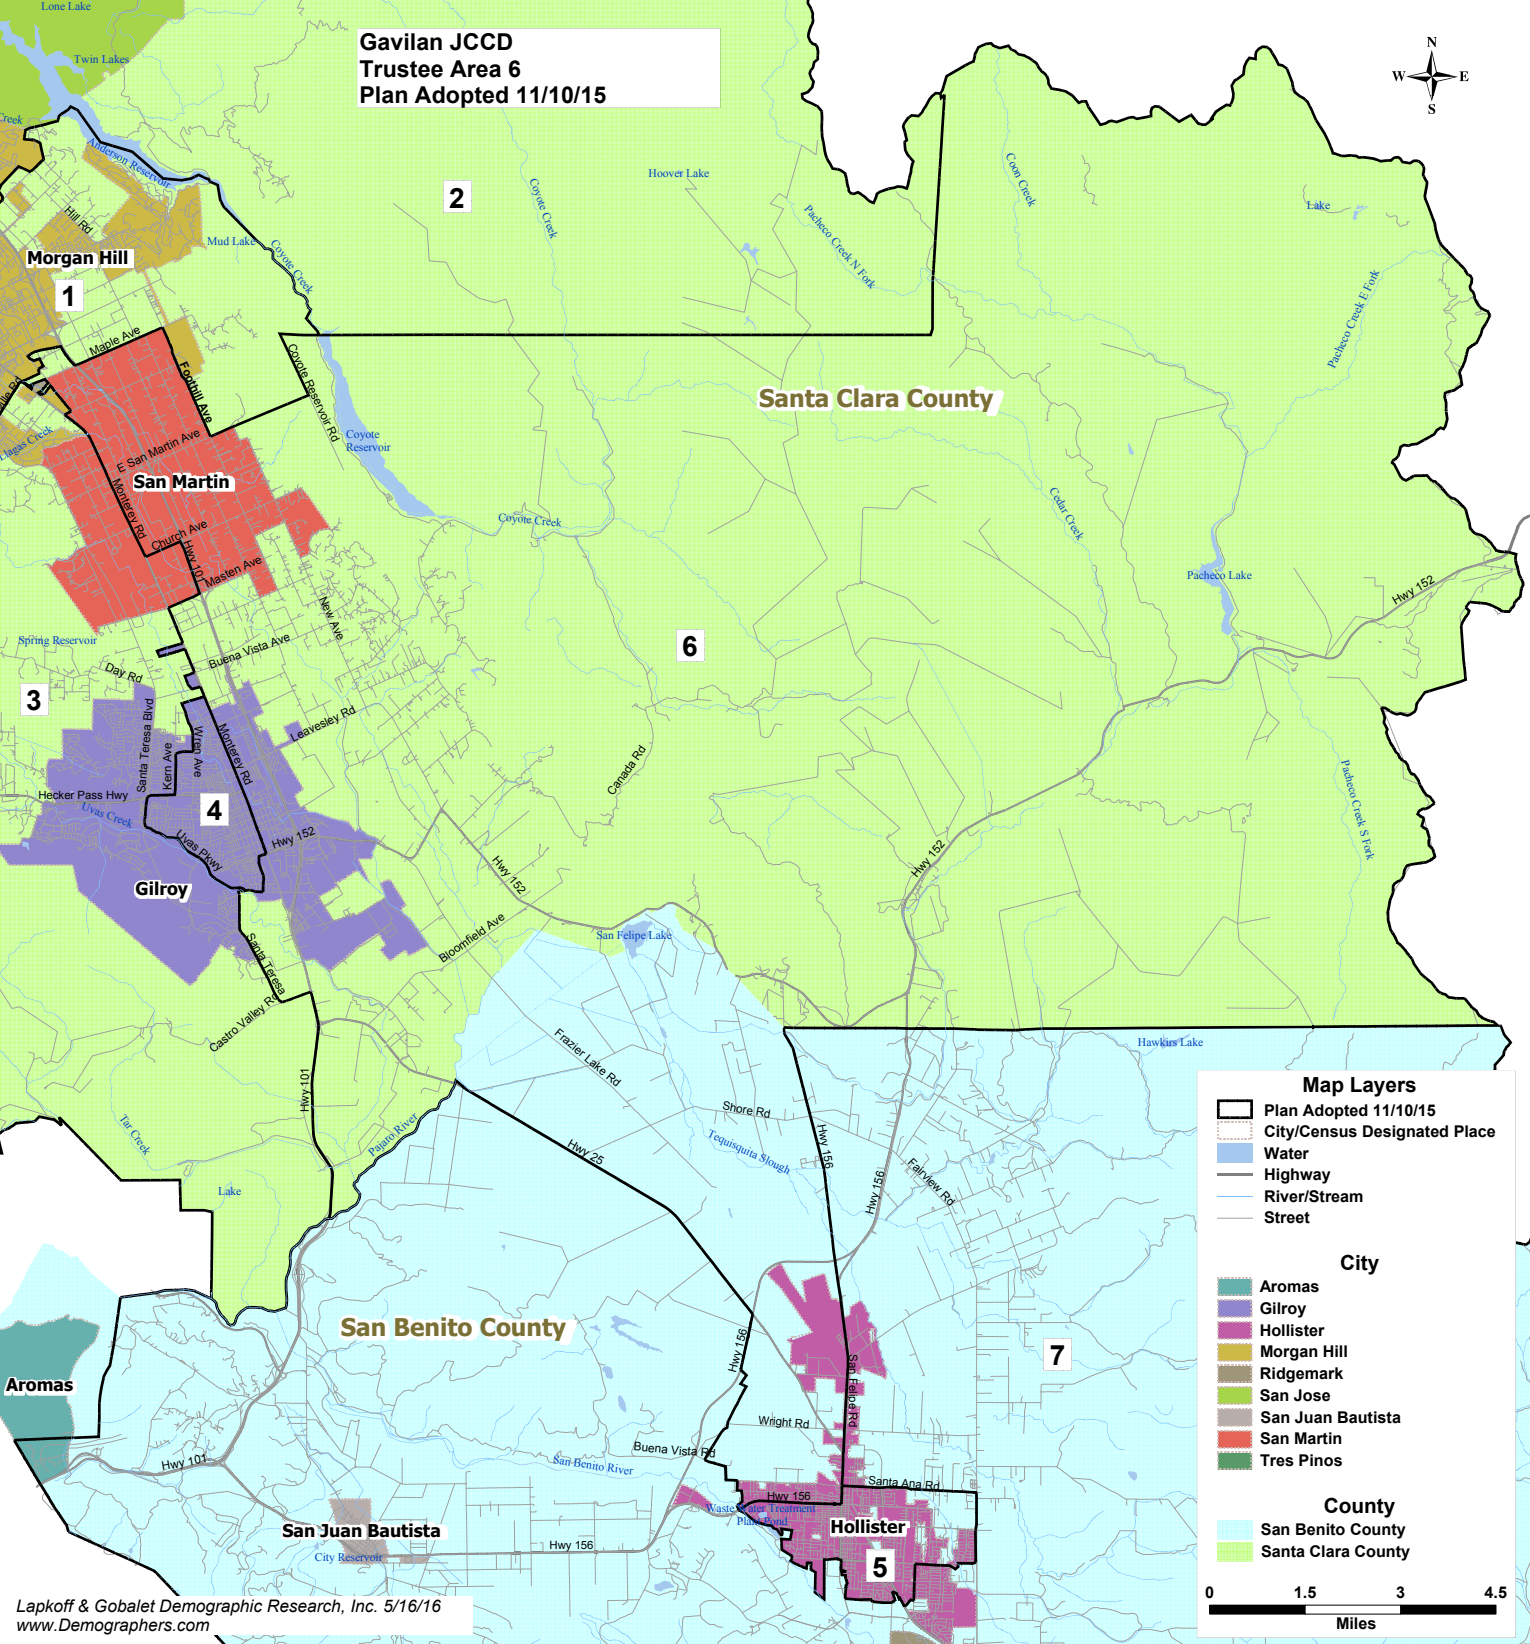 Gavilan JCCD
Trustee Area 6
Plan Adopted 11/10/15
N
W E
S
Lone Lake
Twin Lakes
Creek
Anderson Reservoir
Hill Rd
Mud Lake
Coyote Creek
Morgan Hill
1
2
Coyote Creek
Hoover Lake
Pacheco Creek N Fork
Coon Creek
Lake
Pacheco Creek E Fork
Maple Ave
Foothill Ave
Coyote Reservoir Rd
Santa Clara County
Llagas Creek
E San Martin Ave
Coyote
Reservoir
San Martin
Monterey Rd
Church Ave
Hwy 101
Masten Ave
Coyote Creek
Cedar Creek
Pacheco Lake
Hwy 152
New Ave
Spring Reservoir
Buena Vista Ave
Day Rd
6
3
Santa Teresa Blvd
Kern Ave
Wren Ave
Monterey Rd
Leavesley Rd
Canada Rd
Hecker Pass Hwy
Uvas Creek
4
Uvas Pkwy
Hwy 152
Pacheco Creek S Fork
Hwy 152
Hwy 152
Gilroy
Bloomfield Ave
San Felipe Lake
Santa Teresa
Castro Valley Rd
Frazier Lake Rd
Hawkirs Lake
Hwy 101
Shore Rd
Tar Creek
Pajaro River
Hwy 25
Tequisquita Slough
Hwy 156
Hwy 156
Fairview Rd
Lake
San Benito County
Hwy 156
7
Aromas
San Felipe Rd
Wright Rd
Buena Vista Rd
Hwy 101
San Benito River
Santa Ana Rd
Hwy 156
Waste Water Treatment
Plant Pond
San Juan Bautista
City Reservoir
Hwy 156
Hollister
5
Map Layers
Plan Adopted 11/10/15
City/Census Designated Place
Water
Highway
River/Stream
Street
City
Aromas
Gilroy
Hollister
Morgan Hill
Ridgemark
San Jose
San Juan Bautista
San Martin
Tres Pinos
County
San Benito County
Santa Clara County
0 1.5 3 4.5
Miles
Lapkoff & Gobalet Demographic Research, Inc. 5/16/16
www.Demographers.com